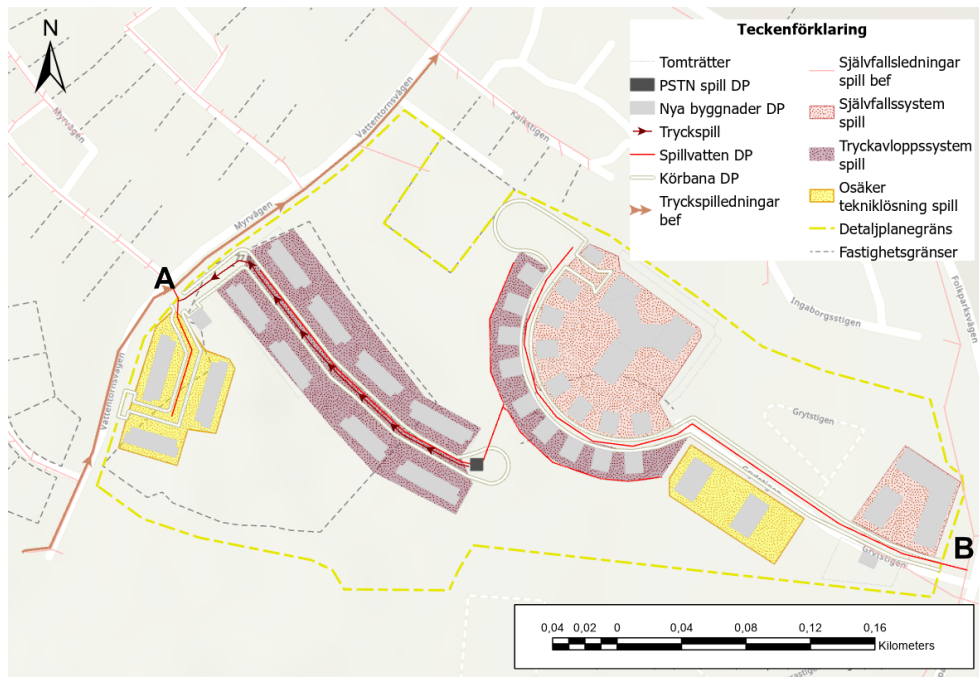 N
Teckenförklaring
Tomträtter
PSTN spill DP
Nya byggnader DP
Tryckspill
Spillvatten DP
Körbana DP
Tryckspilledningar
bef
Självfallsledningar
spill bef
Självfallssystem
spill
Tryckavloppssystem
spill
Osäker
tekniklösning spill
Detaljplanegräns
Fastighetsgränser
Myrvägen
Vattentornsvägen
Kalkstigen
Myrvägen
A
Vattentornsvägen
Ingaborgsstigen
Folkparksvägen
Grytstigen
Grytstigen
B
0,04 0,02 0 0,04 0,08 0,12 0,16
Kilometers